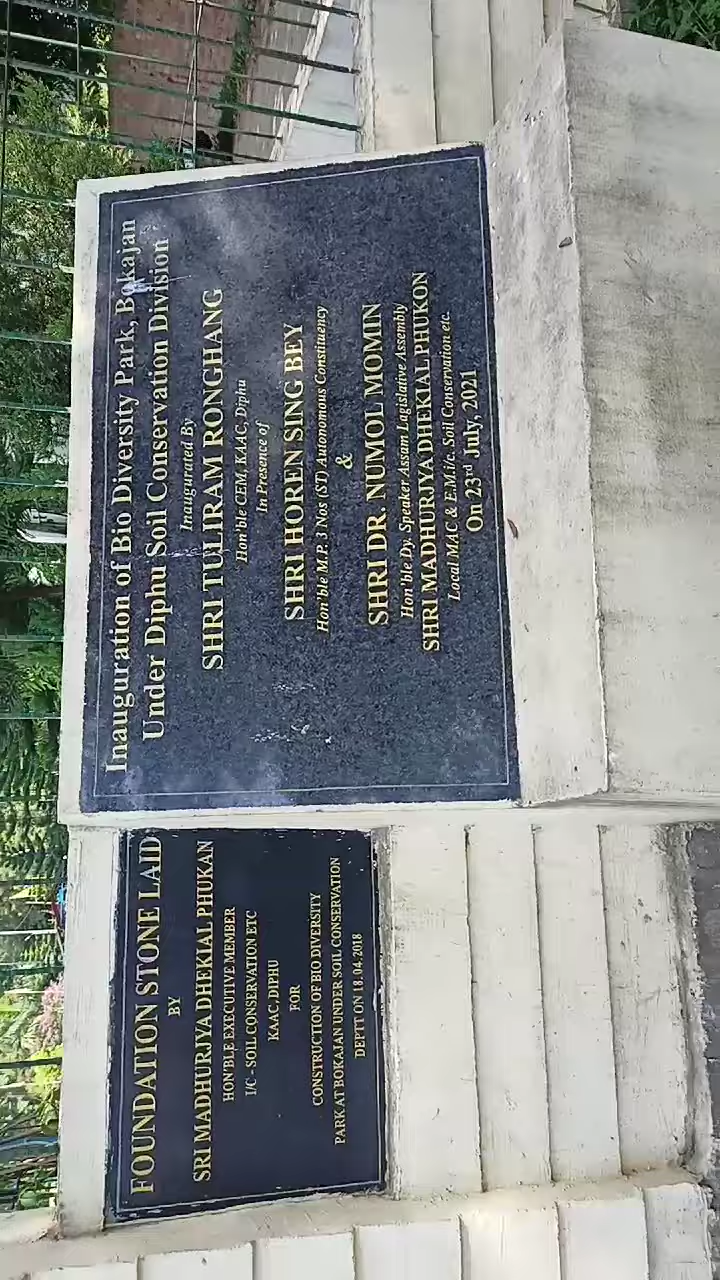 Inauguration of Bio Diversity Park, Bokajan
Under Diphu Soil Conservation Division
Inaugurated By
SHRI TULIRAM RONGHANG
Hon'ble CEM, KAAC, Diphu
In Presence of
SHRI HOREN SING BEY
Hon'ble M.P. 3 Nos (ST) Autonomous Constituency
&
SHRI DR. NUMOL MOMIN
Hon'ble Dy. Speaker Assam Lagislative Assembly
SHRI MADHURJYA DHEKIAL PHUKON
Local MAC & E.M.i/c. Soil Conservation etc.
On 23rd July, 2021
FOUNDATION STONE LAID
BY
SRI MADHURJYA DHEKIAL PHUKAN
HON'BLE EXECUTIVE MEMBER
I/C - SOIL CONSERVATION ETC
KAAC, DIPHU
FOR
CONSTRUCTION OF BIO DIVERSITY
PARK AT BOKAJAN UNDER SOIL CONSERVATION
DEPTT ON 18.04.2018